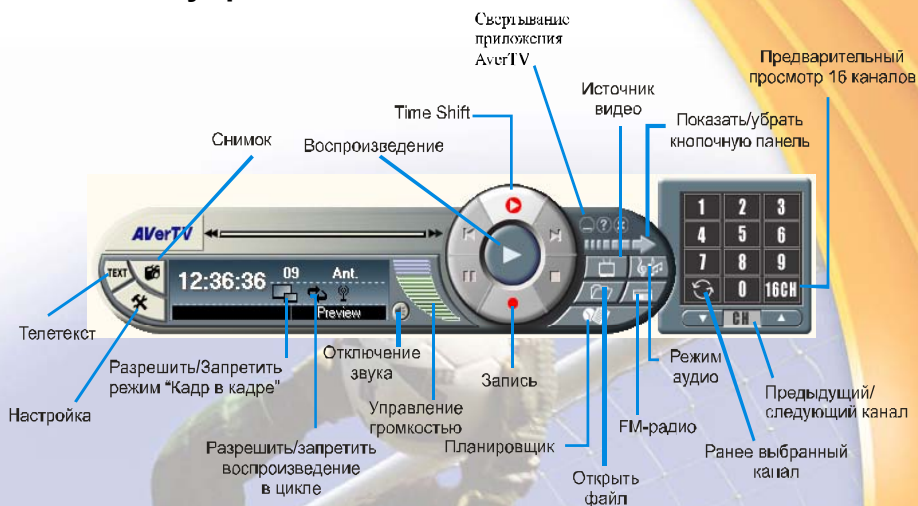 Свертывание
приложения
AverTV
Предварительный
просмотр 16 каналов
Источник
видео
Time Shift
Показать/убрать
кнопочную панель
Снимок
Воспроизведение
AVerTV
TEXT
12:36:36
09
Ant.
Preview
1 2 3
4 5 6
7 8 9
0 16CH
CH
Телетекст
Разрешить/Запретить
режим “Кадр в кадре”
Отключение
звука
Запись
Режим
аудио
Настройка
Управление
громкостью
Предыдущий/
следующий канал
FM-радио
Планировщик
Разрешить/запретить
воспроизведение
в цикле
Ранее выбранный
канал
Открыть
файл